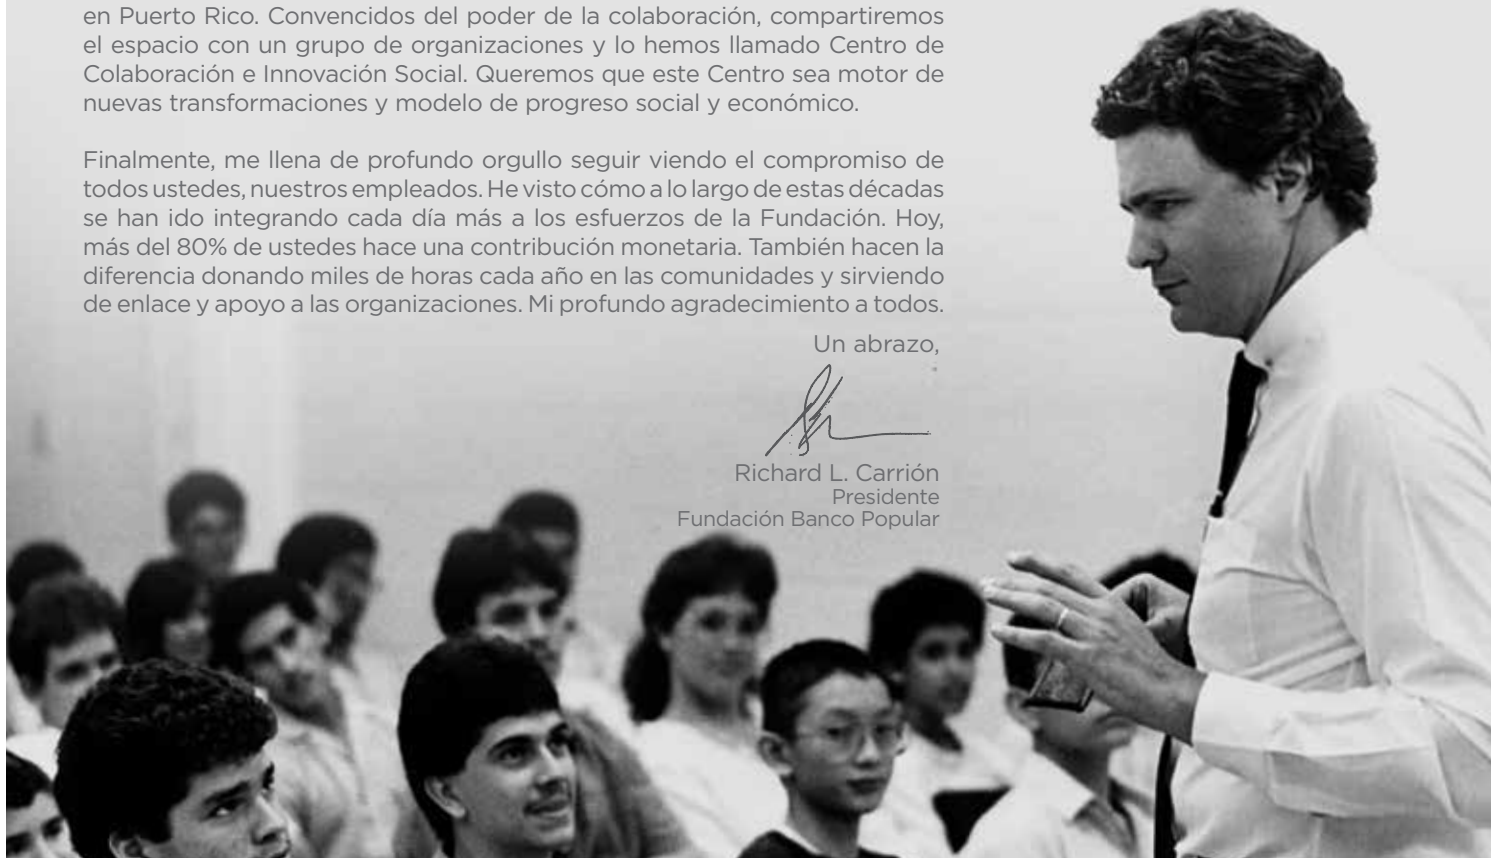 en Puerto Rico. Convencidos del poder de la colaboración, compartiremos
el espacio con un grupo de organizaciones y lo hemos llamado Centro de
Colaboración e Innovación Social. Queremos que este Centro sea motor de
nuevas transformaciones y modelo de progreso social y económico.
Finalmente, me llena de profundo orgullo seguir viendo el compromiso de
todos ustedes, nuestros empleados. He visto cómo a lo largo de estas décadas
se han ido integrando cada día más a los esfuerzos de la Fundación. Hoy,
más del 80% de ustedes hace una contribución monetaria. También hacen la
diferencia donando miles de horas cada año en las comunidades y sirviendo
de enlace y apoyo a las organizaciones. Mi profundo agradecimiento a todos.
Un abrazo,
Richard L. Carrión
Presidente
Fundación Banco Popular